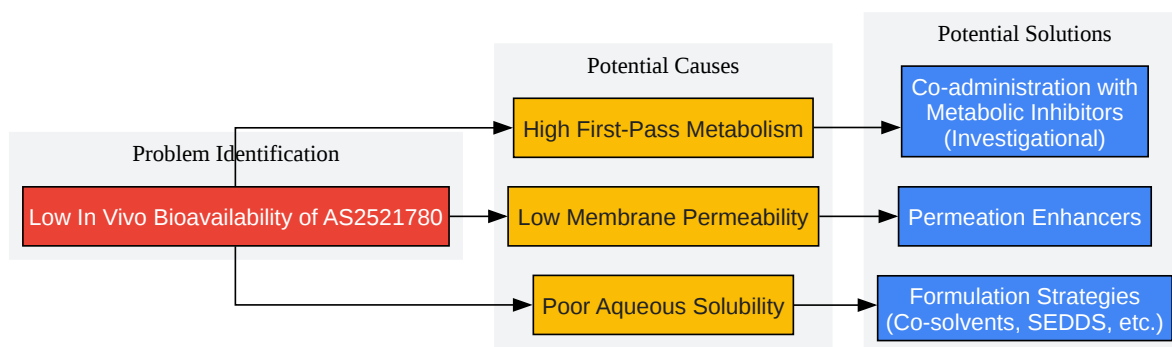 Problem Identification
Low In Vivo Bioavailability of AS2521780
Potential Causes
High First-Pass Metabolism
Low Membrane Permeability
Poor Aqueous Solubility
Potential Solutions
Co-administration with
Metabolic Inhibitors
(Investigational)
Permeation Enhancers
Formulation Strategies
(Co-solvents, SEDDS, etc.)